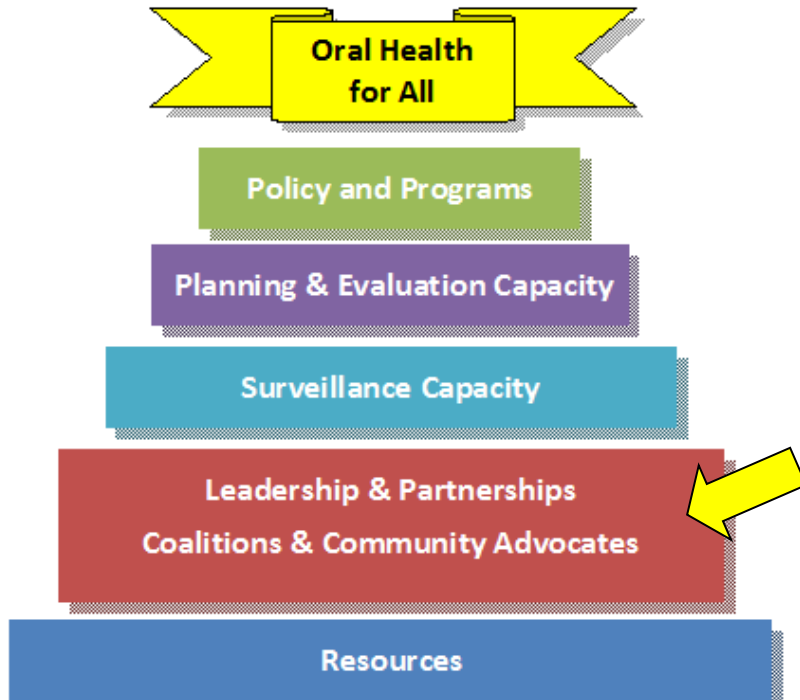 Oral Health
for All
Policy and Programs
Planning & Evaluation Capacity
Surveillance Capacity
Leadership & Partnerships
Coalitions & Community Advocates
Resources